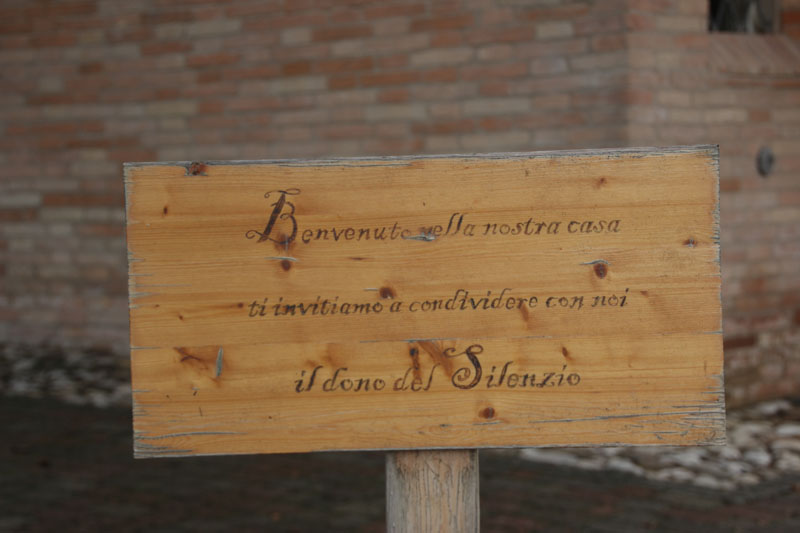 Benvenuto nella nostra casa
ti invitiamo a condividere con noi
il dono del Silenzio